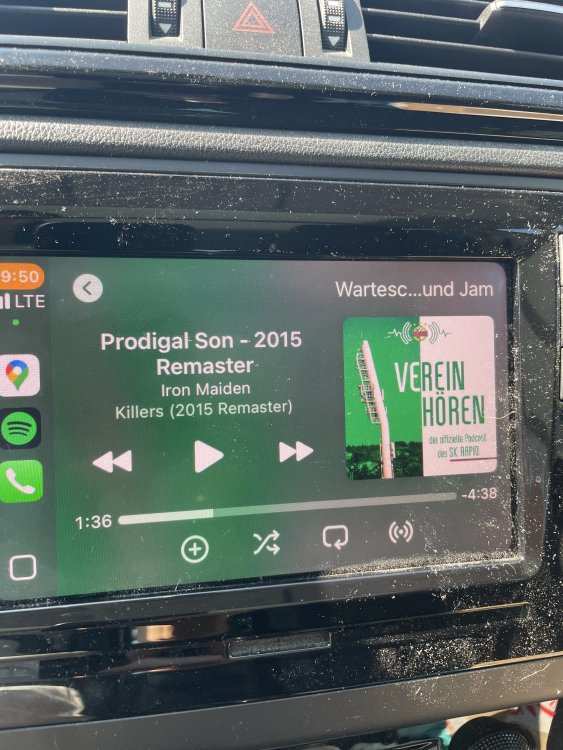 9:50
LTE
Wartesc...und Jam
Prodigal Son - 2015
Remaster
Iron Maiden
Killers (2015 Remaster)
VEREIN
HÖREN
der offizielle Podcast
des SK RAPID
1:36
-4:38